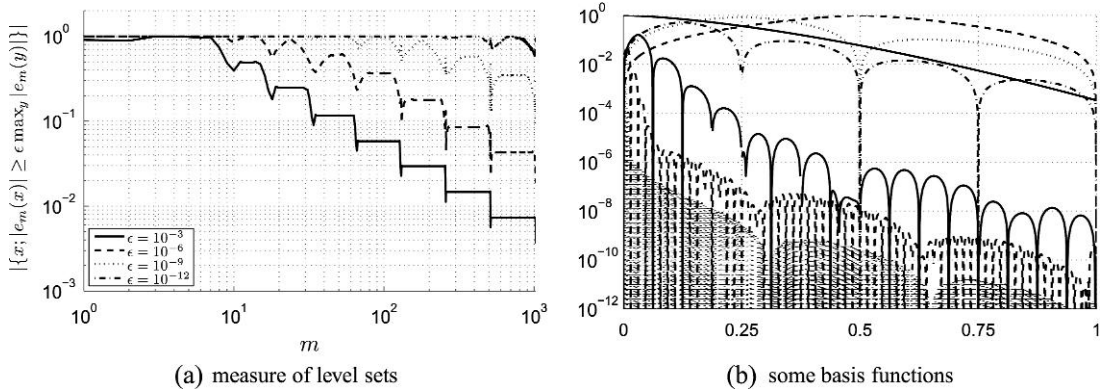 |{x; |e_m(x)| ≥ ϵ max_y |e_m(y)|}|
10^1
10^0
10^{-1}
10^{-2}
10^{-3}
ϵ = 10^{-3}
ϵ = 10^{-6}
ϵ = 10^{-9}
ϵ = 10^{-12}
10^0
10^1
10^2
10^3
m
(a) measure of level sets
10^0
10^{-2}
10^{-4}
10^{-6}
10^{-8}
10^{-10}
10^{-12}
0
0.25
0.5
0.75
1
(b) some basis functions